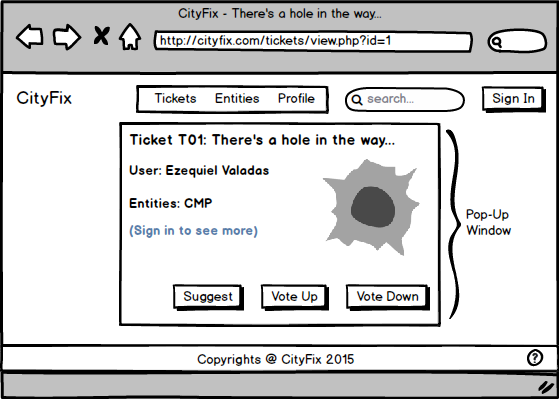 CityFix - There's a hole in the way...
http://cityfix.com/tickets/view.php?id=1
CityFix
Tickets Entities Profile
search...
Sign In
Ticket T01: There's a hole in the way...
User: Ezequiel Valadas
Entities: CMP
(Sign in to see more)
Suggest
Vote Up
Vote Down
Pop-Up
Window
Copyrights @ CityFix 2015
?